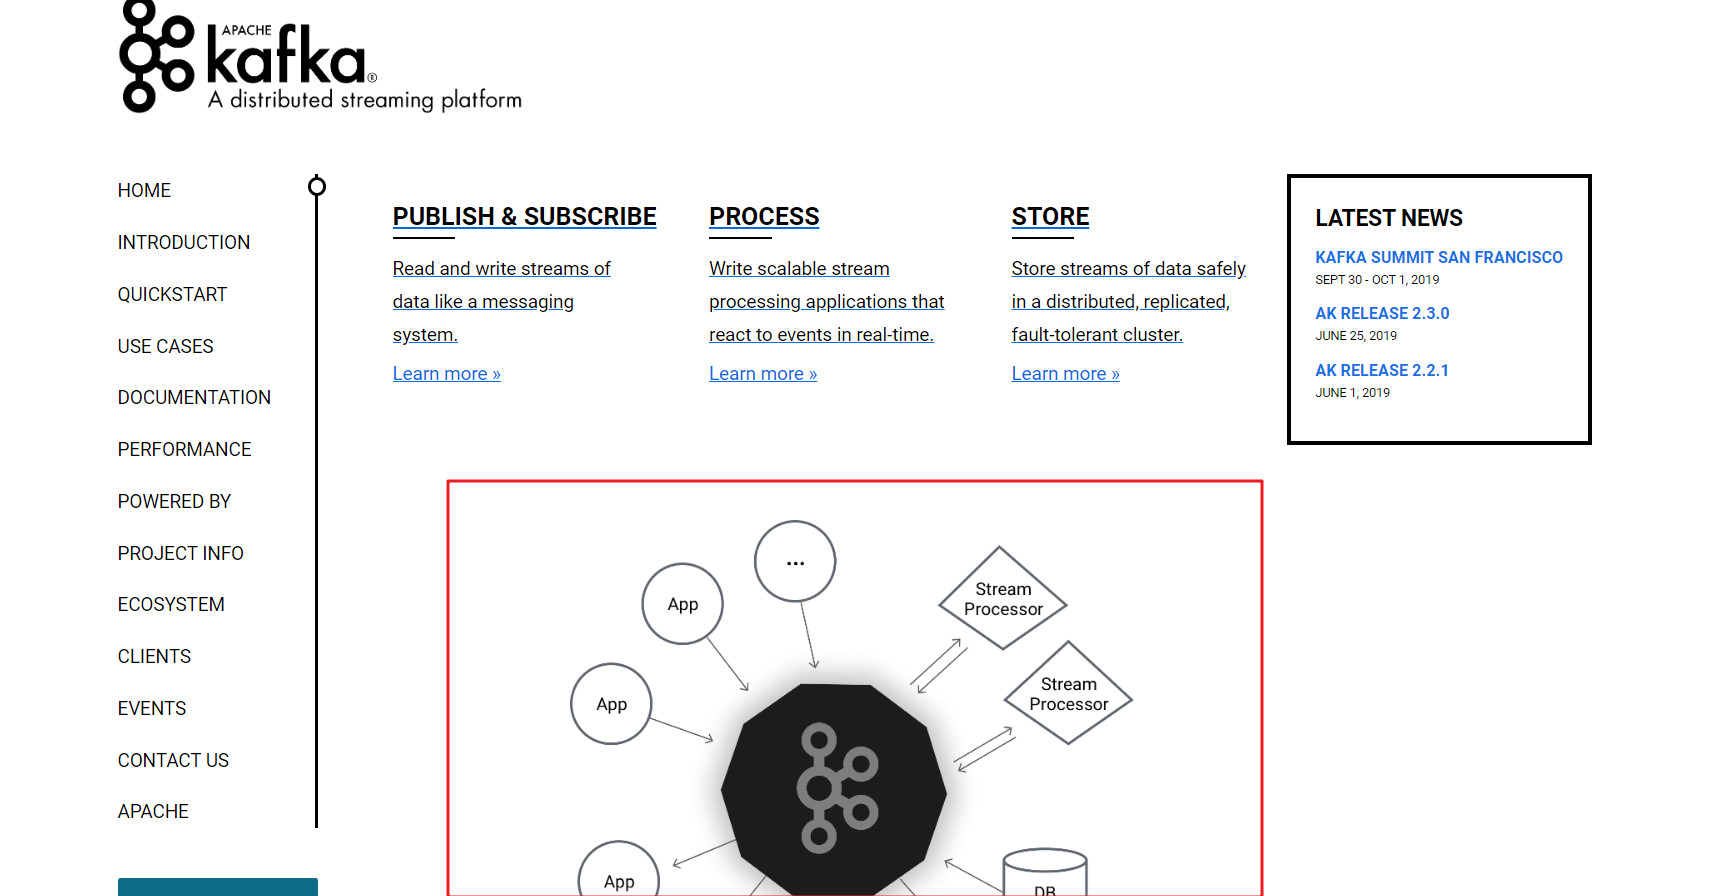 APACHE
kafka®
A distributed streaming platform
HOME
INTRODUCTION
QUICKSTART
USE CASES
DOCUMENTATION
PERFORMANCE
POWERED BY
PROJECT INFO
ECOSYSTEM
CLIENTS
EVENTS
CONTACT US
APACHE
PUBLISH & SUBSCRIBE
Read and write streams of
data like a messaging
system.
Learn more »
PROCESS
Write scalable stream
processing applications that
react to events in real-time.
Learn more »
STORE
Store streams of data safely
in a distributed, replicated,
fault-tolerant cluster.
Learn more »
LATEST NEWS
KAFKA SUMMIT SAN FRANCISCO
SEPT 30 - OCT 1, 2019
AK RELEASE 2.3.0
JUNE 25, 2019
AK RELEASE 2.2.1
JUNE 1, 2019
...
App
App
Stream
Processor
Stream
Processor
App
DB